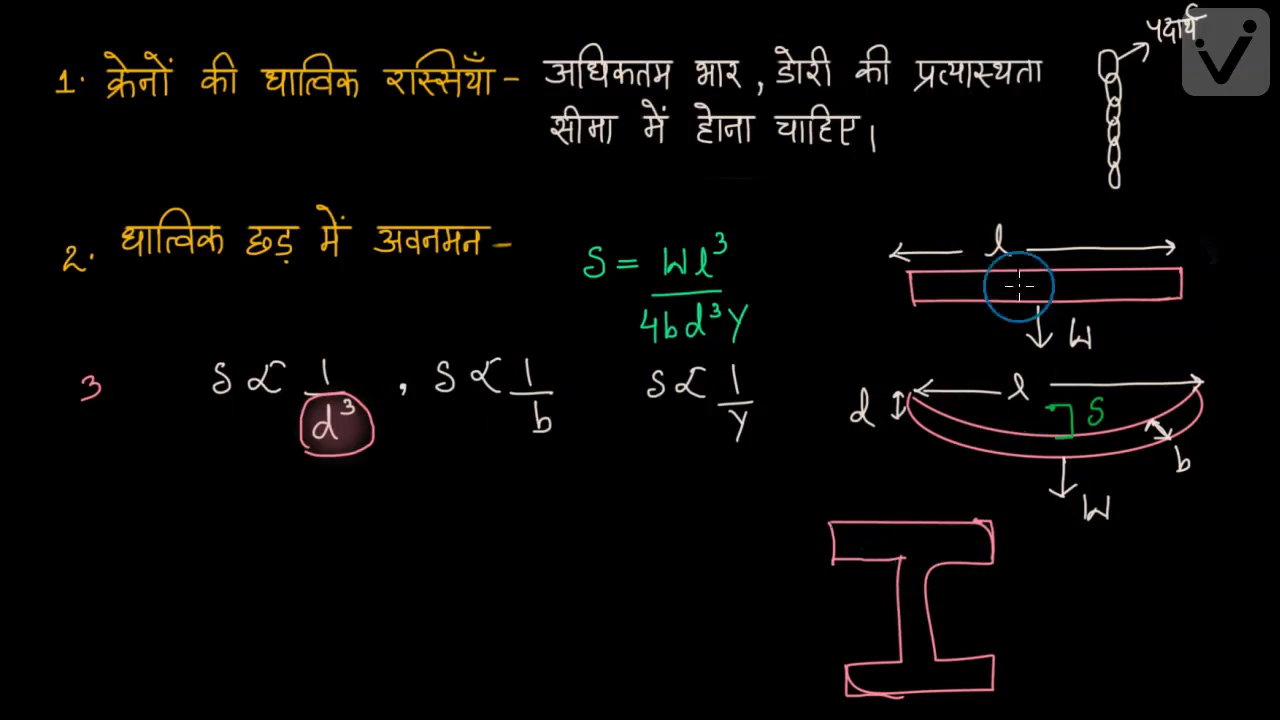 पदार्थ
1. क्रेनों की धात्विक रस्सियाँ - अधिकतम भार, डोरी की प्रत्यास्थता
सीमा में होना चाहिए।
2. धात्विक छड़ में अवनमन -
S = Wl³ / 4bd³Y
l
W
3 S ∝ 1/d³ , S ∝ 1/b S ∝ 1/Y
d l S
b
W